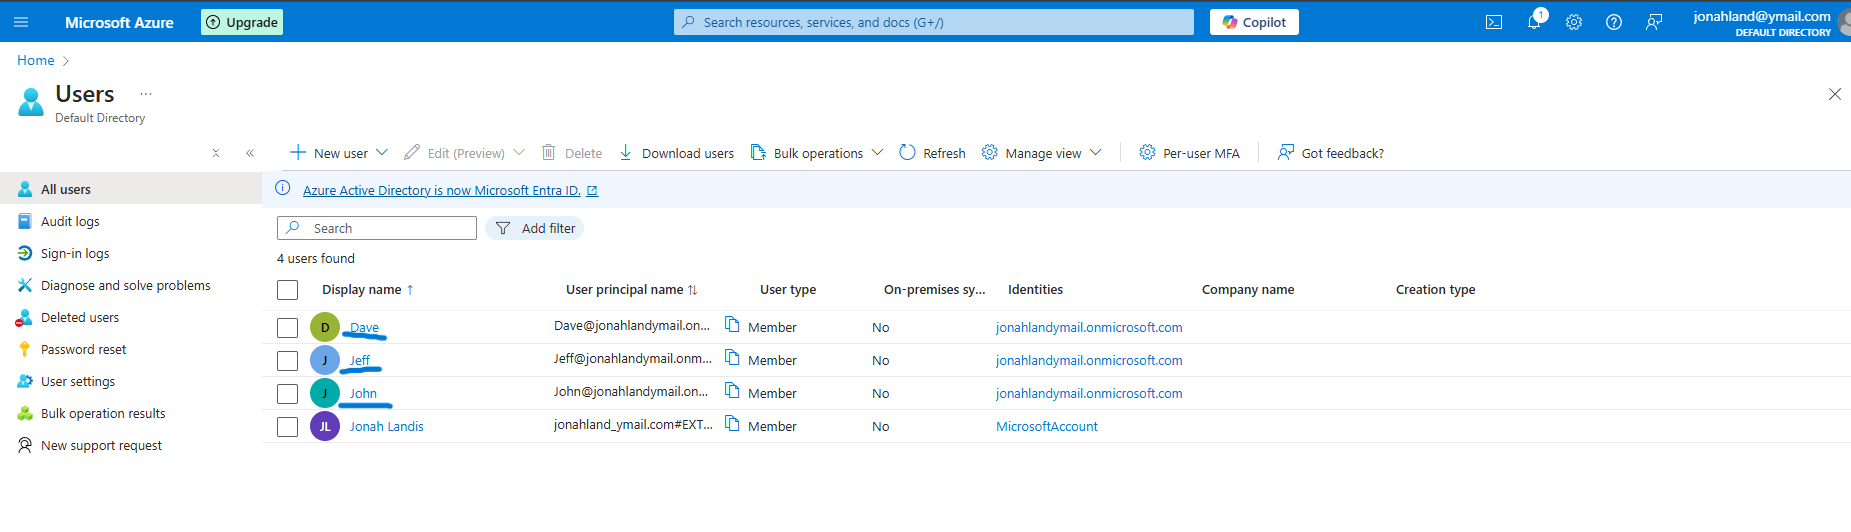 Microsoft Azure Upgrade Search resources, services, and docs (G+/) Copilot 1 jonahland@ymail.com
DEFAULT DIRECTORY
Home
Users ...
Default Directory
New user Edit (Preview) Delete Download users Bulk operations Refresh Manage view Per-user MFA Got feedback?
All users
Audit logs
Sign-in logs
Diagnose and solve problems
Deleted users
Password reset
User settings
Bulk operation results
New support request
Azure Active Directory is now Microsoft Entra ID.
Search Add filter
4 users found
Display name ↑ User principal name ↑↓ User type On-premises sy... Identities Company name Creation type
D Dave Dave@jonahlandymail.on... Member No jonahlandymail.onmicrosoft.com
J Jeff Jeff@jonahlandymail.onm... Member No jonahlandymail.onmicrosoft.com
J John John@jonahlandymail.on... Member No jonahlandymail.onmicrosoft.com
JL Jonah Landis jonahland_ymail.com#EXT... Member No MicrosoftAccount